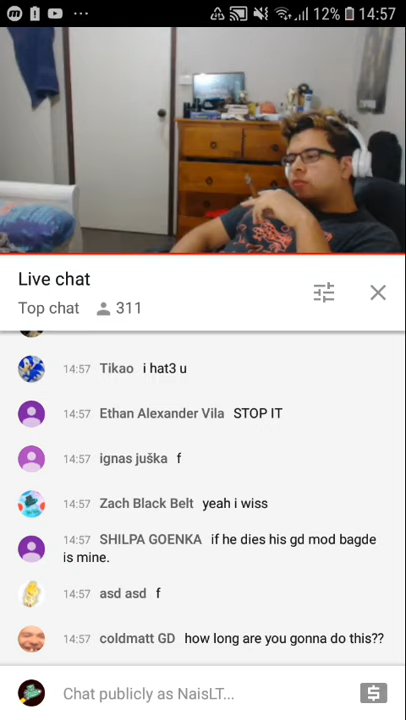 12% 14:57
Live chat
Top chat 311
14:57 Tikao i hat3 u
14:57 Ethan Alexander Vila STOP IT
14:57 ignas juška f
14:57 Zach Black Belt yeah i wiss
14:57 SHILPA GOENKA if he dies his gd mod bagde
is mine.
14:57 asd asd f
14:57 coldmatt GD how long are you gonna do this??
Chat publicly as NaisLT...